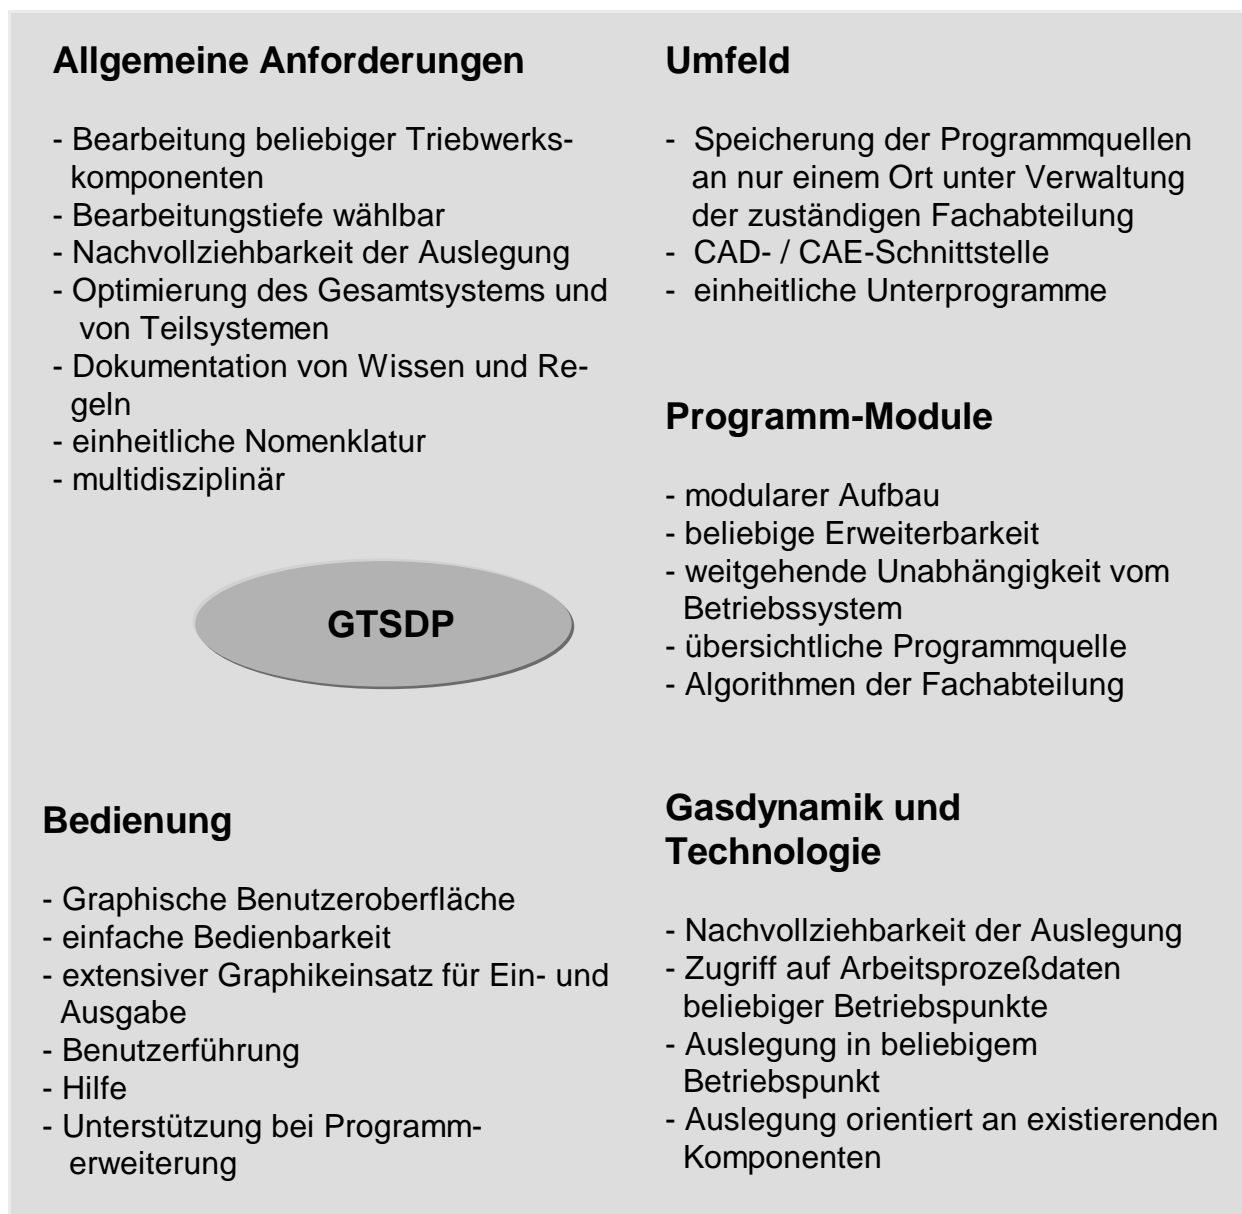 Allgemeine Anforderungen
- Bearbeitung beliebiger Triebwerks-
komponenten
- Bearbeitungstiefe wählbar
- Nachvollziehbarkeit der Auslegung
- Optimierung des Gesamtsystems und
von Teilsystemen
- Dokumentation von Wissen und Re-
geln
- einheitliche Nomenklatur
- multidisziplinär
GTSDP
Bedienung
- Graphische Benutzeroberfläche
- einfache Bedienbarkeit
- extensiver Graphikeinsatz für Ein- und
Ausgabe
- Benutzerführung
- Hilfe
- Unterstützung bei Programm-
erweiterung
Umfeld
- Speicherung der Programmquellen
an nur einem Ort unter Verwaltung
der zuständigen Fachabteilung
- CAD- / CAE-Schnittstelle
- einheitliche Unterprogramme
Programm-Module
- modularer Aufbau
- beliebige Erweiterbarkeit
- weitgehende Unabhängigkeit vom
Betriebssystem
- übersichtliche Programmquelle
- Algorithmen der Fachabteilung
Gasdynamik und
Technologie
- Nachvollziehbarkeit der Auslegung
- Zugriff auf Arbeitsprozeßdaten
beliebiger Betriebspunkte
- Auslegung in beliebigem
Betriebspunkt
- Auslegung orientiert an existierenden
Komponenten